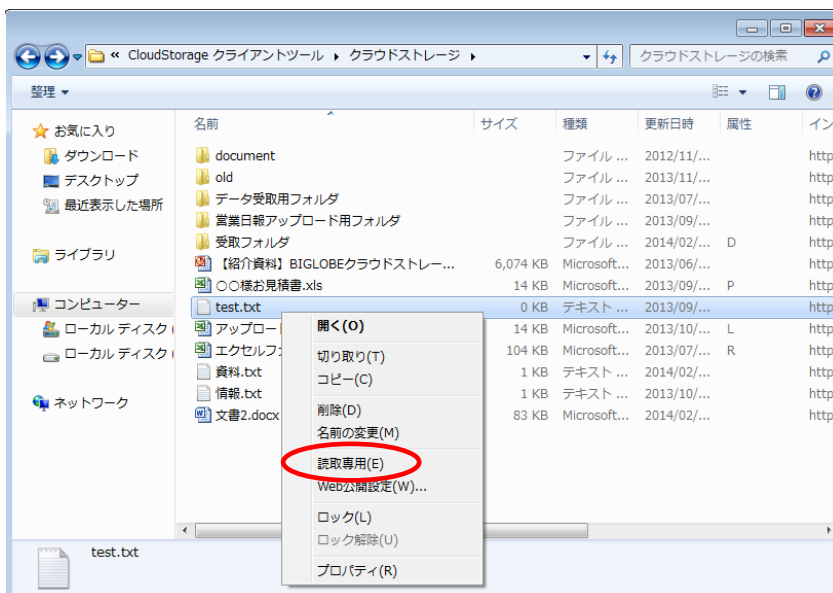 « CloudStorage クライアントツール ▸ クラウドストレージ ▸ クラウドストレージの検索
整理 ▼
名前 サイズ 種類 更新日時 属性 イン
お気に入り
ダウンロード
デスクトップ
最近表示した場所
ライブラリ
コンピューター
ローカル ディスク (
ローカル ディスク (
ネットワーク
document ファイル ... 2012/11/... http
old ファイル ... 2013/11/... http
データ受取用フォルダ ファイル ... 2013/07/... http
営業日報アップロード用フォルダ ファイル ... 2013/09/... http
受取フォルダ ファイル ... 2014/02/... D http
【紹介資料】BIGLOBEクラウドストレー... 6,074 KB Microsoft... 2013/06/... http
○○様お見積書.xls 14 KB Microsoft... 2013/09/... P http
test.txt 0 KB テキスト ... 2013/09/... http
アップロー 14 KB Microsoft... 2013/10/... L http
エクセルフ 104 KB Microsoft... 2013/07/... R http
資料.txt 1 KB テキスト ... 2014/02/... http
情報.txt 1 KB テキスト ... 2013/10/... http
文書2.docx 83 KB Microsoft... 2014/02/... http
開く(O)
切り取り(T)
コピー(C)
削除(D)
名前の変更(M)
読取専用(E)
Web公開設定(W)...
ロック(L)
ロック解除(U)
プロパティ(R)
test.txt